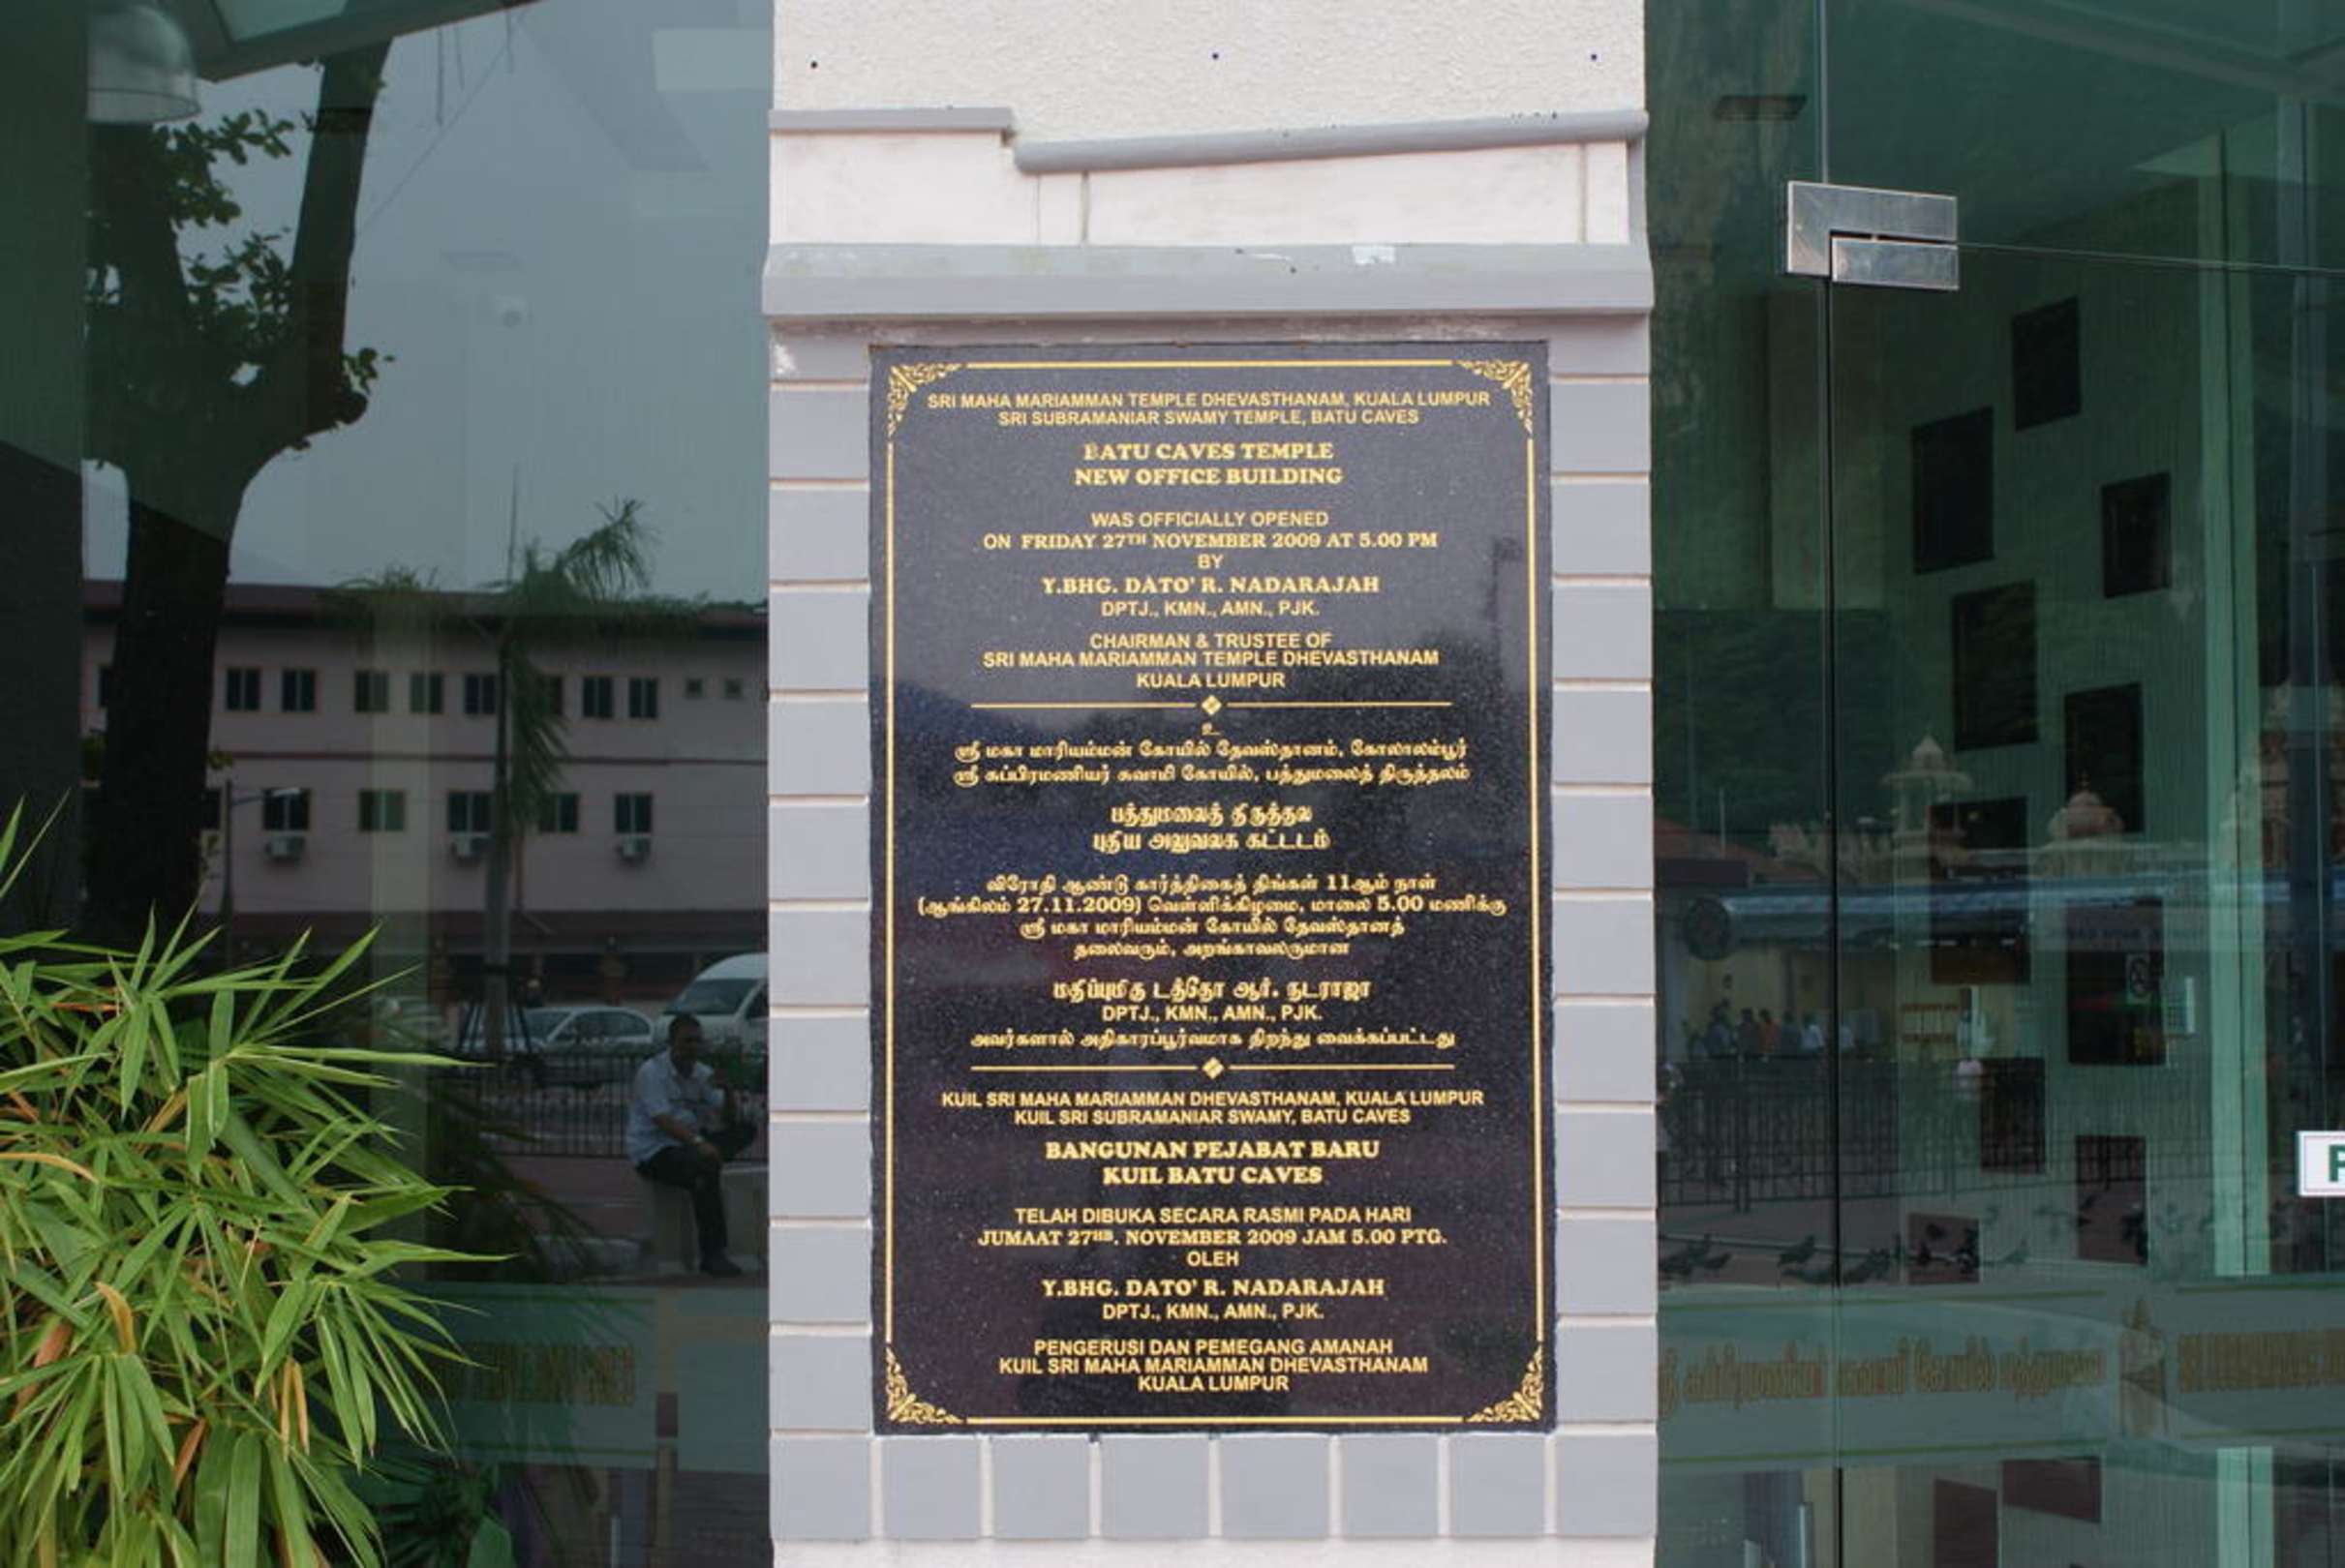 SRI MAHA MARIAMMAN TEMPLE DHEVASTHANAM, KUALA LUMPUR
SRI SUBRAMANIAR SWAMY TEMPLE, BATU CAVES
BATU CAVES TEMPLE
NEW OFFICE BUILDING
WAS OFFICIALLY OPENED
ON FRIDAY 27TH NOVEMBER 2009 AT 5.00 PM
BY
Y.BHG. DATO' R. NADARAJAH
DPTJ., KMN., AMN., PJK.
CHAIRMAN & TRUSTEE OF
SRI MAHA MARIAMMAN TEMPLE DHEVASTHANAM
KUALA LUMPUR
உ
ஸ்ரீ மகா மாரியம்மன் கோயில் தேவஸ்தானம், கோலாலம்பூர்
ஸ்ரீ சுப்பிரமணியர் சுவாமி கோயில், பத்துமலைத் திருத்தலம்
பத்துமலைத் திருத்தல
புதிய அலுவலக கட்டடம்
விரோதி ஆண்டு கார்த்திகைத் திங்கள் 11ஆம் நாள்
(ஆங்கிலம் 27.11.2009) வெள்ளிக்கிழமை, மாலை 5.00 மணிக்கு
ஸ்ரீ மகா மாரியம்மன் கோயில் தேவஸ்தானத்
தலைவரும், அறங்காவலருமான
மதிப்புமிகு டத்தோ ஆர். நடராஜா
DPTJ., KMN., AMN., PJK.
அவர்களால் அதிகாரப்பூர்வமாக திறந்து வைக்கப்பட்டது
KUIL SRI MAHA MARIAMMAN DHEVASTHANAM, KUALA LUMPUR
KUIL SRI SUBRAMANIAR SWAMY, BATU CAVES
BANGUNAN PEJABAT BARU
KUIL BATU CAVES
TELAH DIBUKA SECARA RASMI PADA HARI
JUMAAT 27HB. NOVEMBER 2009 JAM 5.00 PTG.
OLEH
Y.BHG. DATO' R. NADARAJAH
DPTJ., KMN., AMN., PJK.
PENGERUSI DAN PEMEGANG AMANAH
KUIL SRI MAHA MARIAMMAN DHEVASTHANAM
KUALA LUMPUR